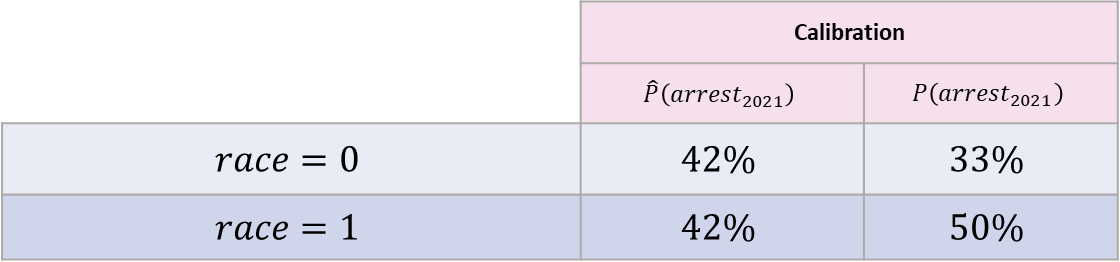 Calibration
P̂(arrest₂₀₂₁) P(arrest₂₀₂₁)
race = 0 42% 33%
race = 1 42% 50%